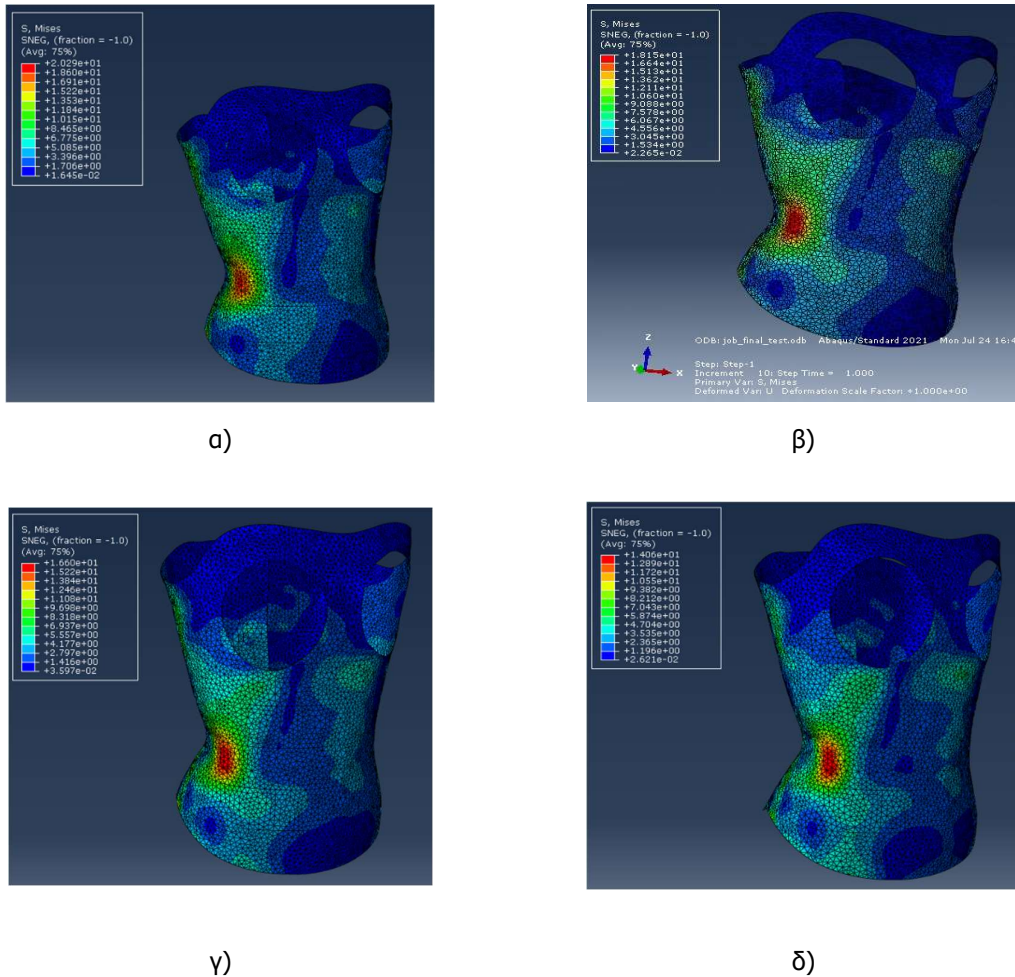 S, Mises
SNEG, (fraction = -1.0)
(Avg: 75%)
+2.029e+01
+1.860e+01
+1.691e+01
+1.522e+01
+1.353e+01
+1.184e+01
+1.015e+01
+8.465e+00
+6.775e+00
+5.085e+00
+3.396e+00
+1.706e+00
+1.645e-02
α)
S, Mises
SNEG, (fraction = -1.0)
(Avg: 75%)
+1.815e+01
+1.664e+01
+1.513e+01
+1.362e+01
+1.211e+01
+1.060e+01
+9.088e+00
+7.578e+00
+6.067e+00
+4.556e+00
+3.045e+00
+1.534e+00
+2.265e-02
Z
Y
X
ODB: job_final_test.odb Abaqus/Standard 2021 Mon Jul 24 16:4
Step: Step-1
Increment 10: Step Time = 1.000
Primary Var: S, Mises
Deformed Var: U Deformation Scale Factor: +1.000e+00
β)
S, Mises
SNEG, (fraction = -1.0)
(Avg: 75%)
+1.660e+01
+1.522e+01
+1.384e+01
+1.246e+01
+1.108e+01
+9.698e+00
+8.318e+00
+6.937e+00
+5.557e+00
+4.177e+00
+2.797e+00
+1.416e+00
+3.597e-02
γ)
S, Mises
SNEG, (fraction = -1.0)
(Avg: 75%)
+1.406e+01
+1.289e+01
+1.172e+01
+1.055e+01
+9.382e+00
+8.212e+00
+7.043e+00
+5.874e+00
+4.704e+00
+3.535e+00
+2.365e+00
+1.196e+00
+2.621e-02
δ)